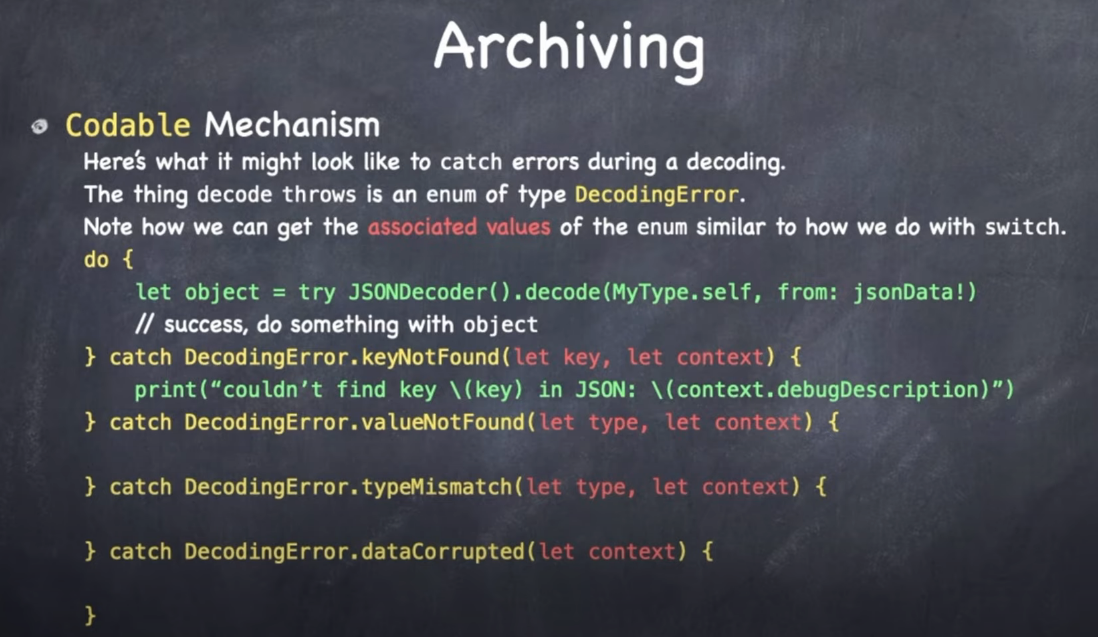 Archiving
Codable Mechanism
Here's what it might look like to catch errors during a decoding.
The thing decode throws is an enum of type DecodingError.
Note how we can get the associated values of the enum similar to how we do with switch.
do {
let object = try JSONDecoder().decode(MyType.self, from: jsonData!)
// success, do something with object
} catch DecodingError.keyNotFound(let key, let context) {
print(“couldn’t find key \(key) in JSON: \(context.debugDescription)”)
} catch DecodingError.valueNotFound(let type, let context) {
} catch DecodingError.typeMismatch(let type, let context) {
} catch DecodingError.dataCorrupted(let context) {
}